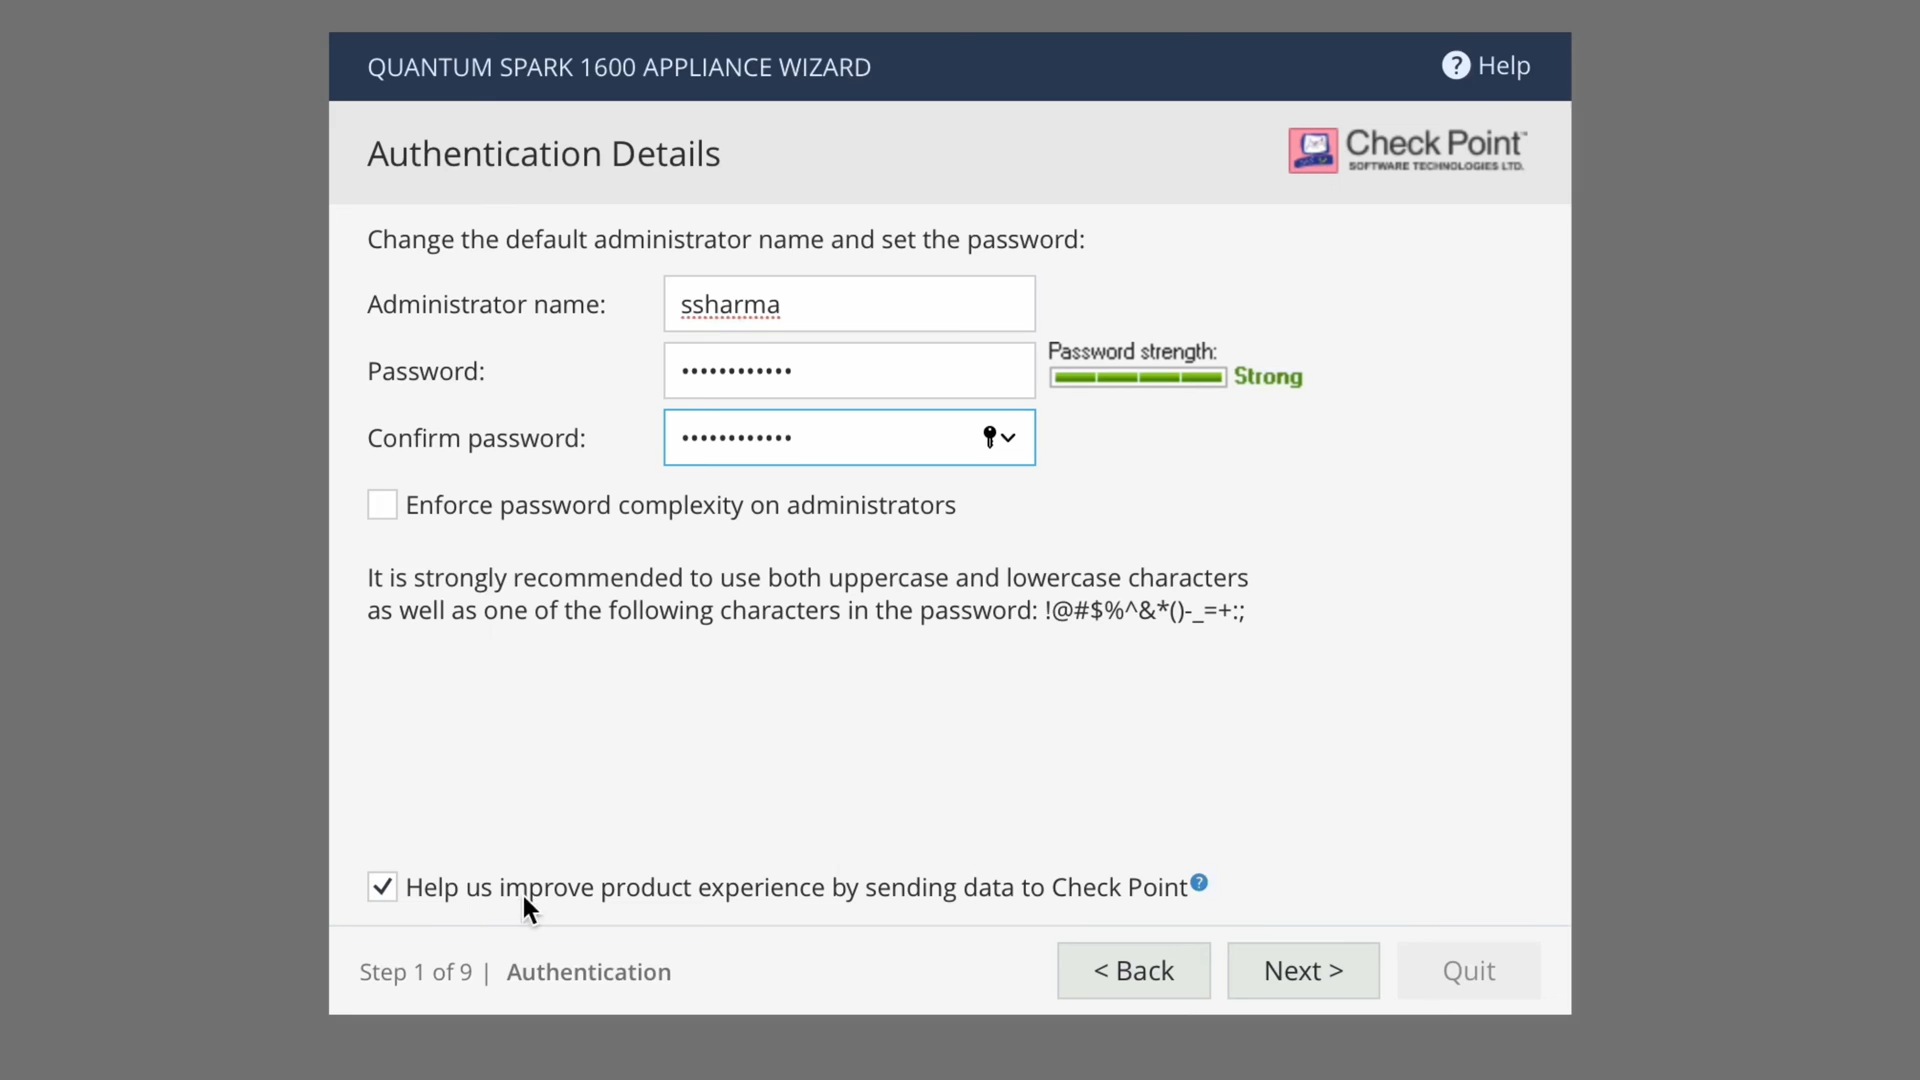 QUANTUM SPARK 1600 APPLIANCE WIZARD
? Help
Authentication Details
Check Point™
SOFTWARE TECHNOLOGIES LTD.
Change the default administrator name and set the password:
Administrator name: ssharma
Password: ••••••••••••
Password strength:
Strong
Confirm password: ••••••••••••
Enforce password complexity on administrators
It is strongly recommended to use both uppercase and lowercase characters
as well as one of the following characters in the password: !@#$%^&*()-_=+:;
Help us improve product experience by sending data to Check Point ?
Step 1 of 9 | Authentication
< Back
Next >
Quit